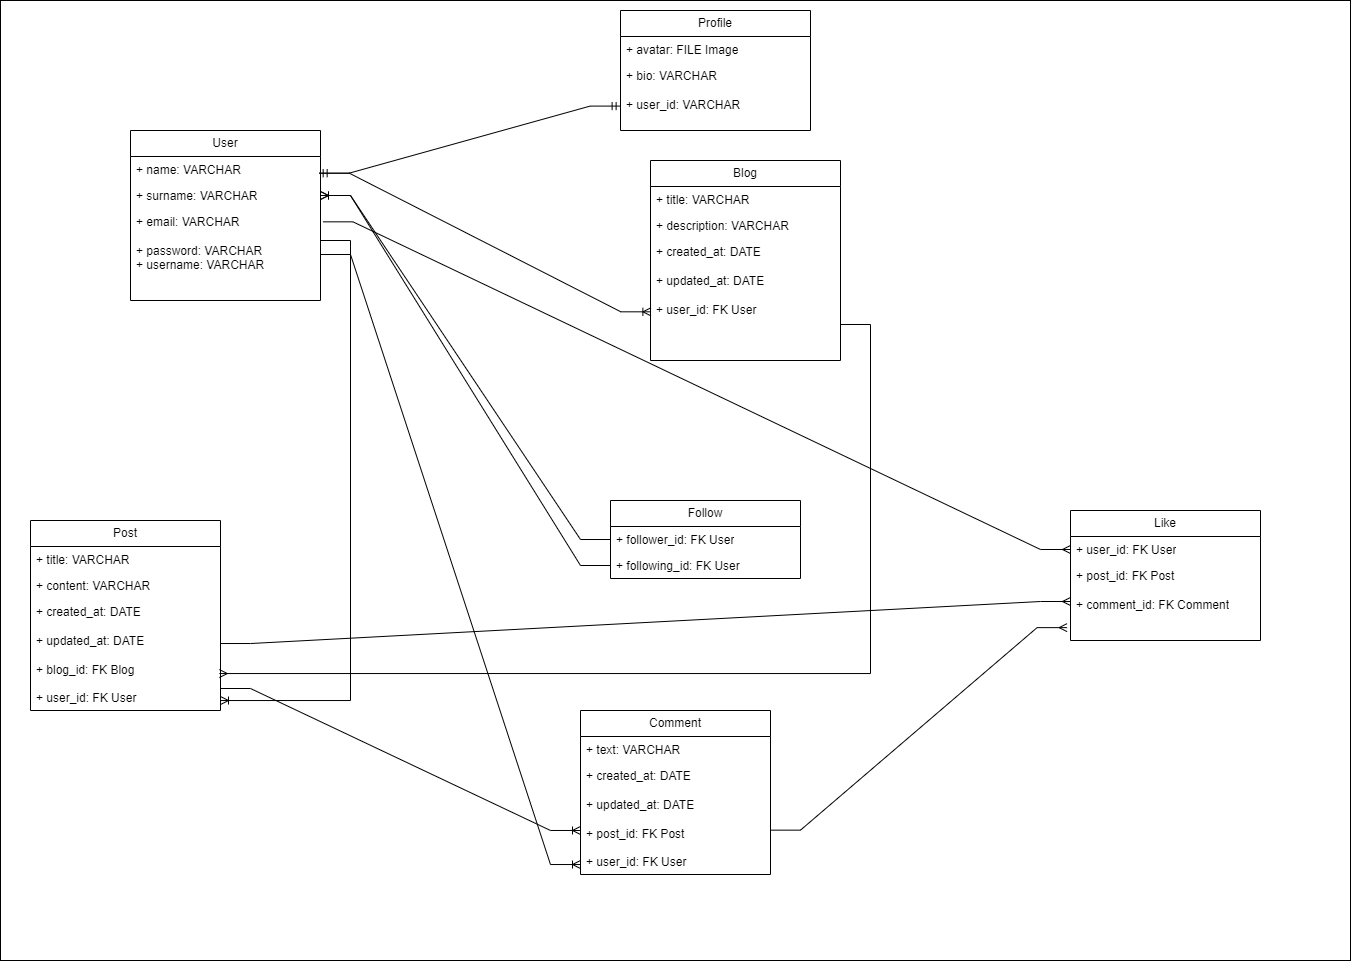 Profile
+ avatar: FILE Image
+ bio: VARCHAR
+ user_id: VARCHAR
User
+ name: VARCHAR
+ surname: VARCHAR
+ email: VARCHAR
+ password: VARCHAR
+ username: VARCHAR
Blog
+ title: VARCHAR
+ description: VARCHAR
+ created_at: DATE
+ updated_at: DATE
+ user_id: FK User
Follow
+ follower_id: FK User
+ following_id: FK User
Like
+ user_id: FK User
+ post_id: FK Post
+ comment_id: FK Comment
Post
+ title: VARCHAR
+ content: VARCHAR
+ created_at: DATE
+ updated_at: DATE
+ blog_id: FK Blog
+ user_id: FK User
Comment
+ text: VARCHAR
+ created_at: DATE
+ updated_at: DATE
+ post_id: FK Post
+ user_id: FK User